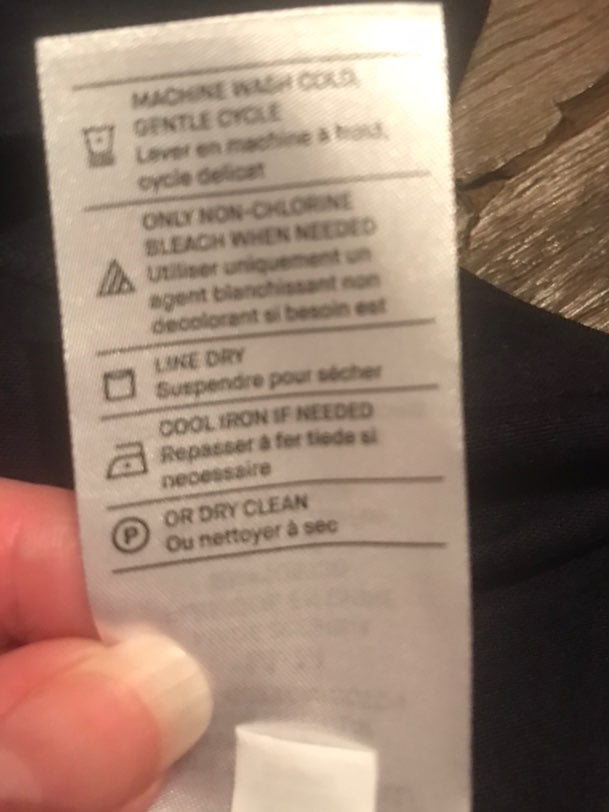 MACHINE WASH COLD,
GENTLE CYCLE
Laver en machine à froid,
cycle delicat
ONLY NON-CHLORINE
BLEACH WHEN NEEDED
Utiliser uniquement un
agent blanchissant non
decolorant si besoin est
LINE DRY
Suspendre pour sécher
COOL IRON IF NEEDED
Repasser à fer tiede si
necessaire
P
OR DRY CLEAN
Ou nettoyer à sec